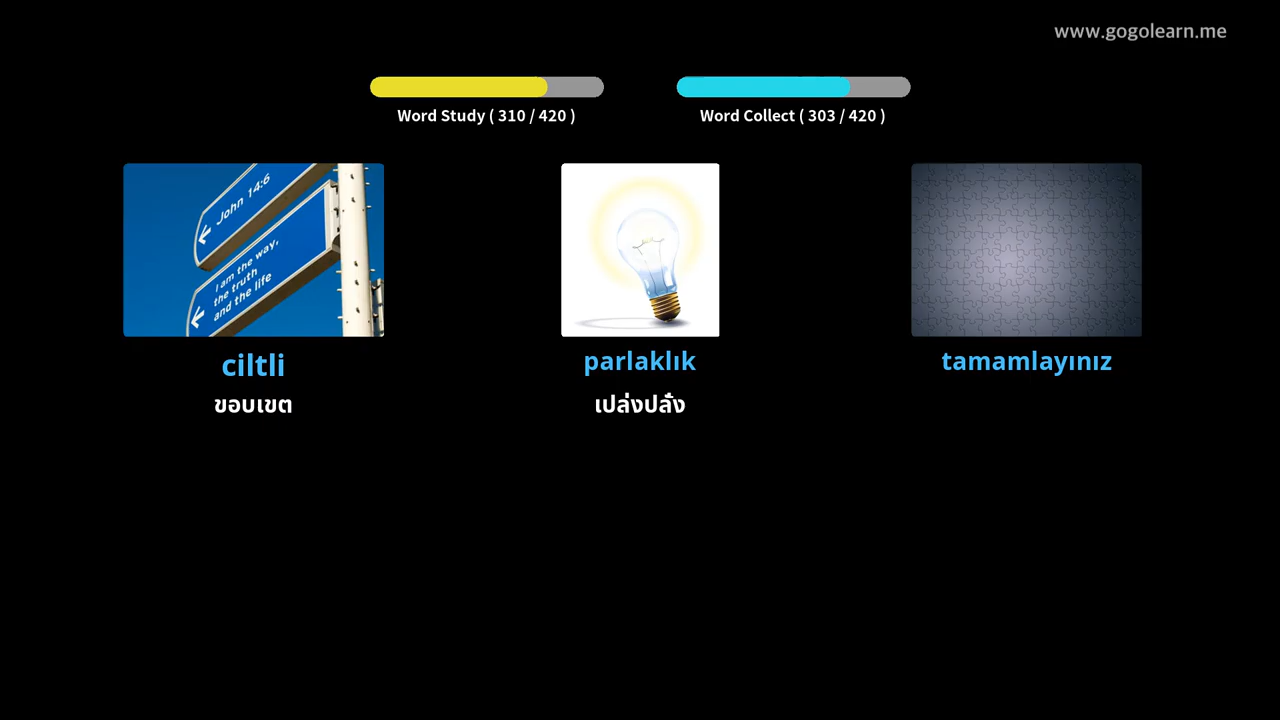 www.gogolearn.me
Word Study ( 310 / 420 )
Word Collect ( 303 / 420 )
John 14:6
I am the way,
the truth
and the life
ciltli
parlaklık
tamamlayınız
ขอบเขต
เปล่งปลั่ง